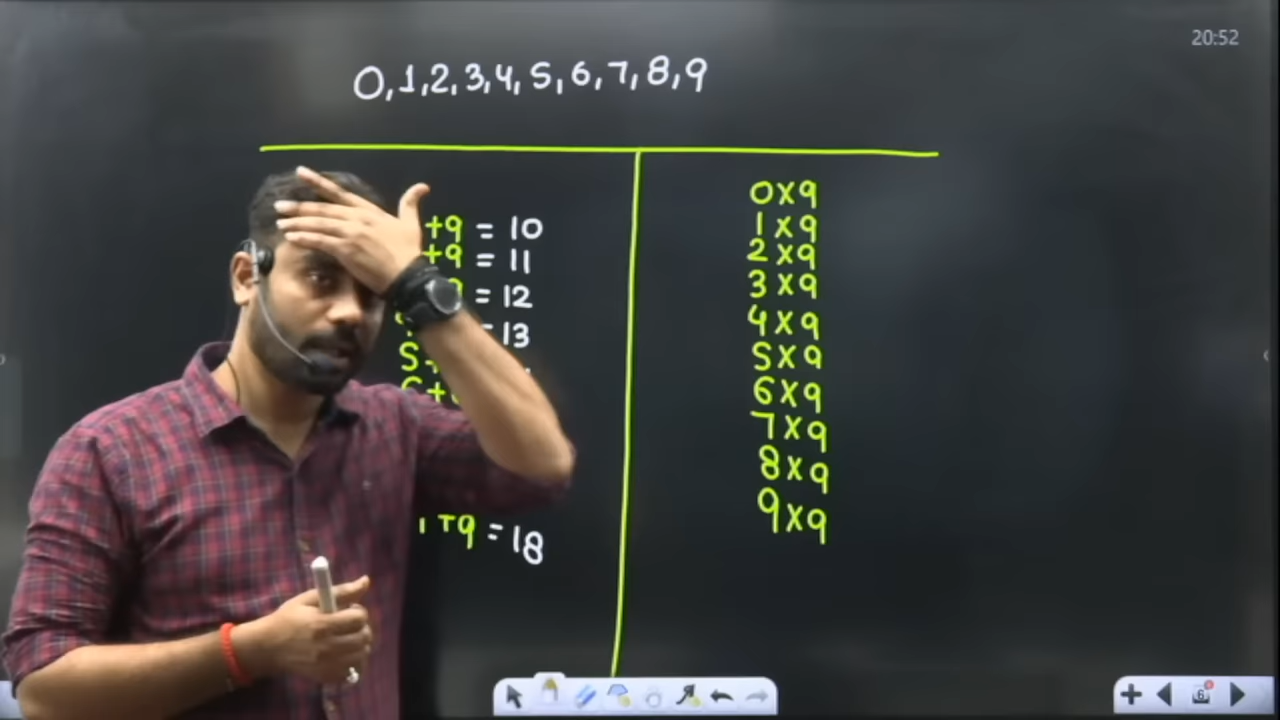 20:52
0,1,2,3,4,5,6,7,8,9
+9 = 10
+9 = 11
= 12
= 13
5+
+9 = 18
0x9
1x9
2x9
3x9
4x9
5x9
6x9
7x9
8x9
9x9